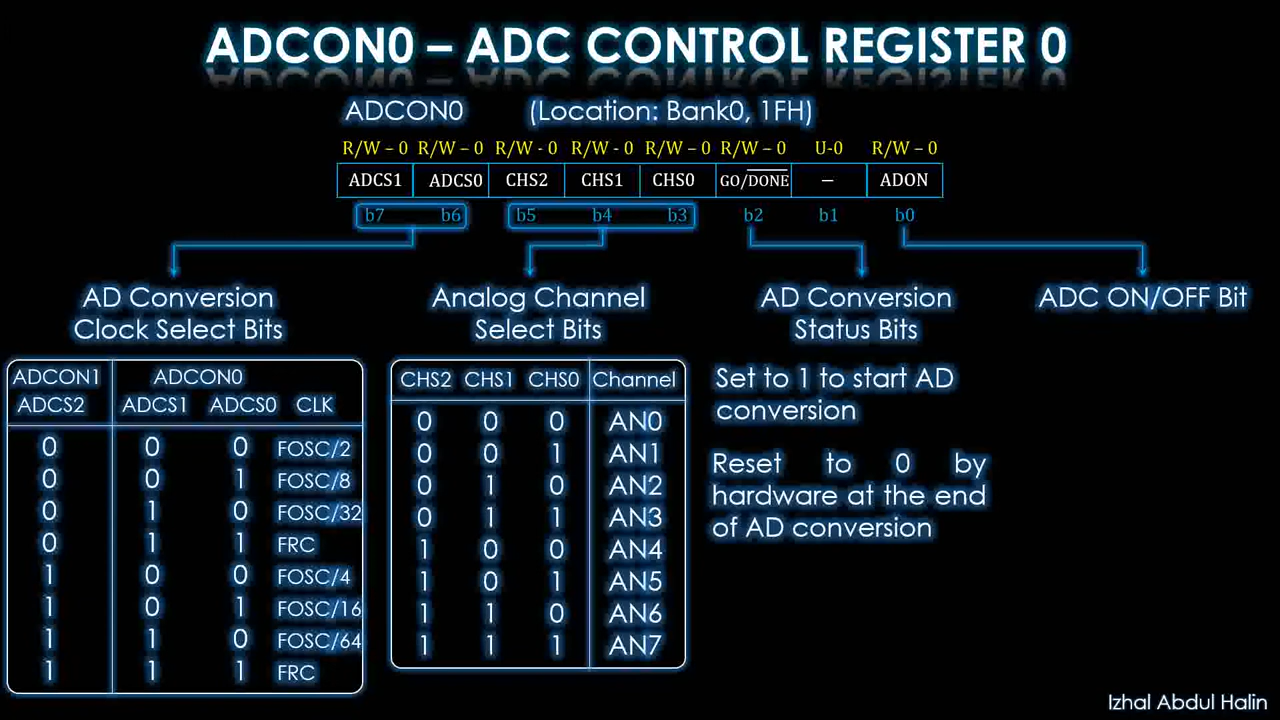 ADCON0 – ADC CONTROL REGISTER 0
ADCON0 (Location: Bank0, 1FH)
R/W – 0 R/W – 0 R/W - 0 R/W - 0 R/W – 0 R/W – 0 U-0 R/W – 0
ADCS1 ADCS0 CHS2 CHS1 CHS0 GO/DONE – ADON
b7 b6 b5 b4 b3 b2 b1 b0
AD Conversion
Clock Select Bits
ADCON1 ADCON0
ADCS2 ADCS1 ADCS0 CLK
0 0 0 FOSC/2
0 0 1 FOSC/8
0 1 0 FOSC/32
0 1 1 FRC
1 0 0 FOSC/4
1 0 1 FOSC/16
1 1 0 FOSC/64
1 1 1 FRC
Analog Channel
Select Bits
CHS2 CHS1 CHS0 Channel
0 0 0 AN0
0 0 1 AN1
0 1 0 AN2
0 1 1 AN3
1 0 0 AN4
1 0 1 AN5
1 1 0 AN6
1 1 1 AN7
AD Conversion
Status Bits
Set to 1 to start AD
conversion
Reset to 0 by
hardware at the end
of AD conversion
ADC ON/OFF Bit
Izhal Abdul Halin